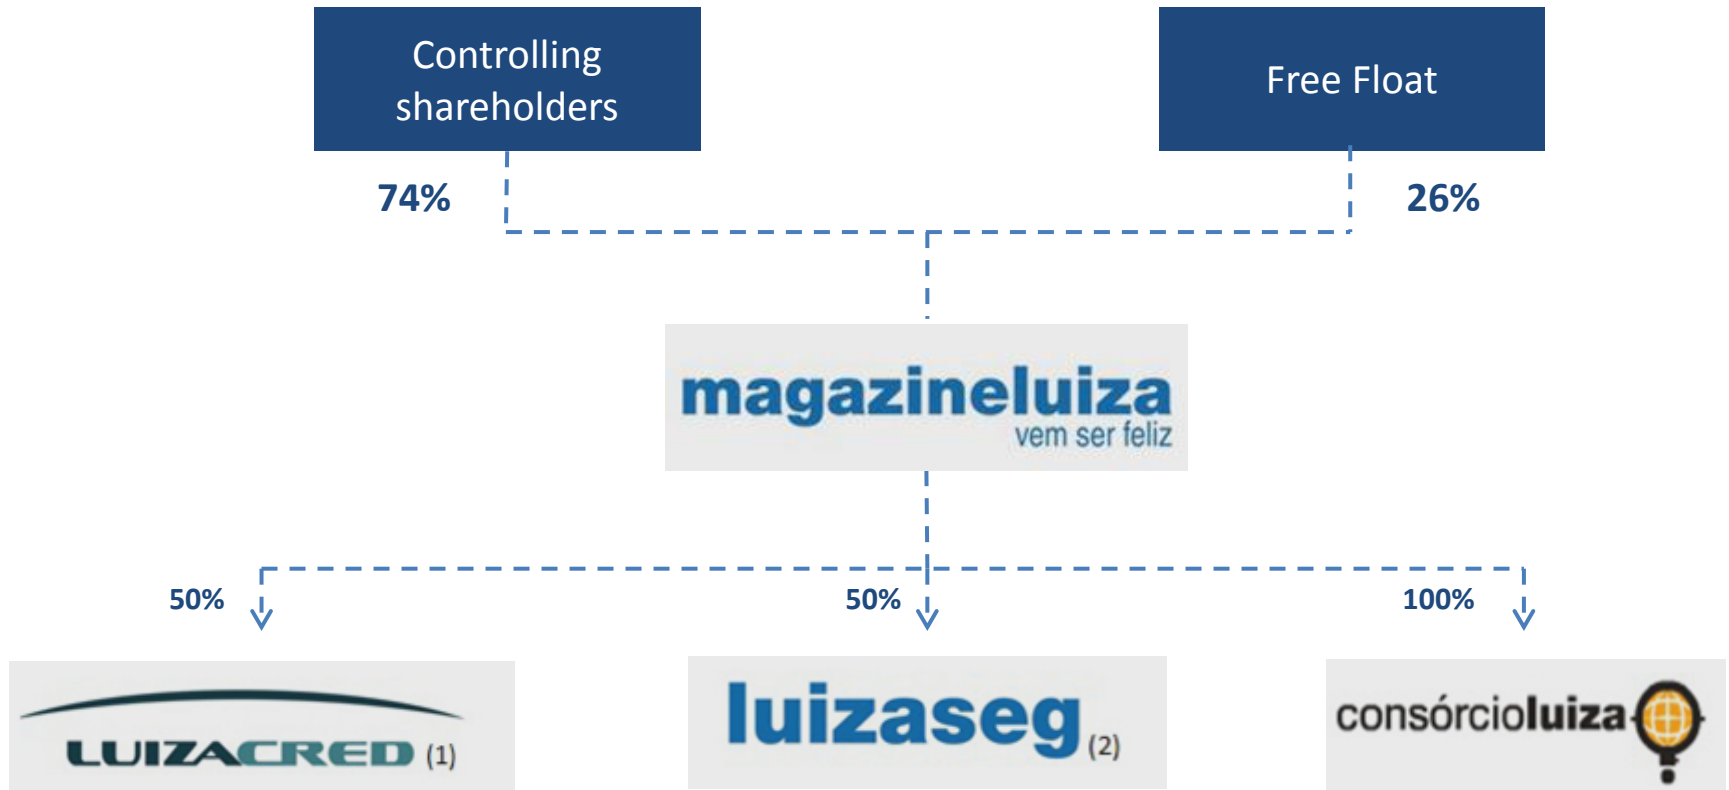 Controlling
shareholders
Free Float
74%
26%
magazineluiza
vem ser feliz
50%
50%
100%
LUIZACRED (1)
luizaseg (2)
consórcioluiza